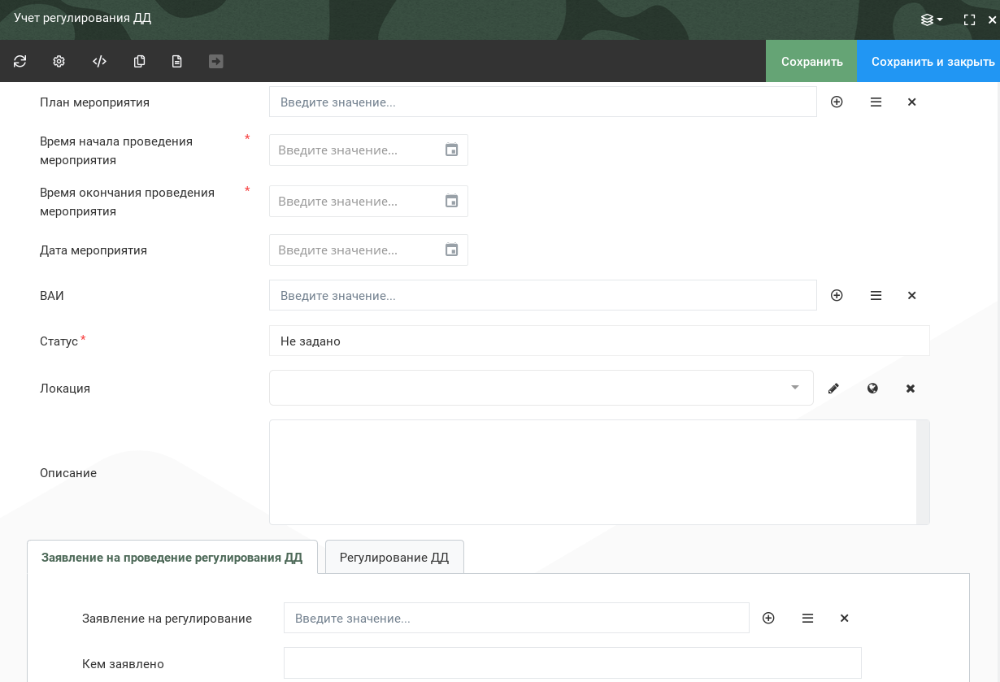 Учет регулирования ДД
Сохранить
Сохранить и закрыть
План мероприятия
Введите значение...
Время начала проведения
мероприятия
*
Введите значение...
Время окончания проведения
мероприятия
*
Введите значение...
Дата мероприятия
Введите значение...
ВАИ
Введите значение...
Статус *
Не задано
Локация
Описание
Заявление на проведение регулирования ДД
Регулирование ДД
Заявление на регулирование
Введите значение...
Кем заявлено